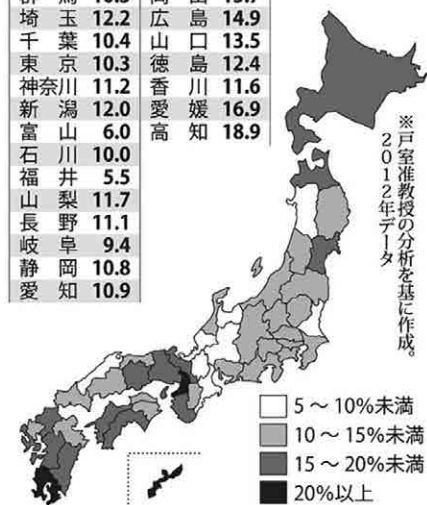 埼玉 12.2
千葉 10.4
東京 10.3
神奈川 11.2
新潟 12.0
富山 6.0
石川 10.0
福井 5.5
山梨 11.7
長野 11.1
岐阜 9.4
静岡 10.8
愛知 10.9
広島 14.9
山口 13.5
徳島 12.4
香川 11.6
愛媛 16.9
高知 18.9
※戸室准教授の分析を基に作成。
2012年データ
5～10%未満
10～15%未満
15～20%未満
20%以上